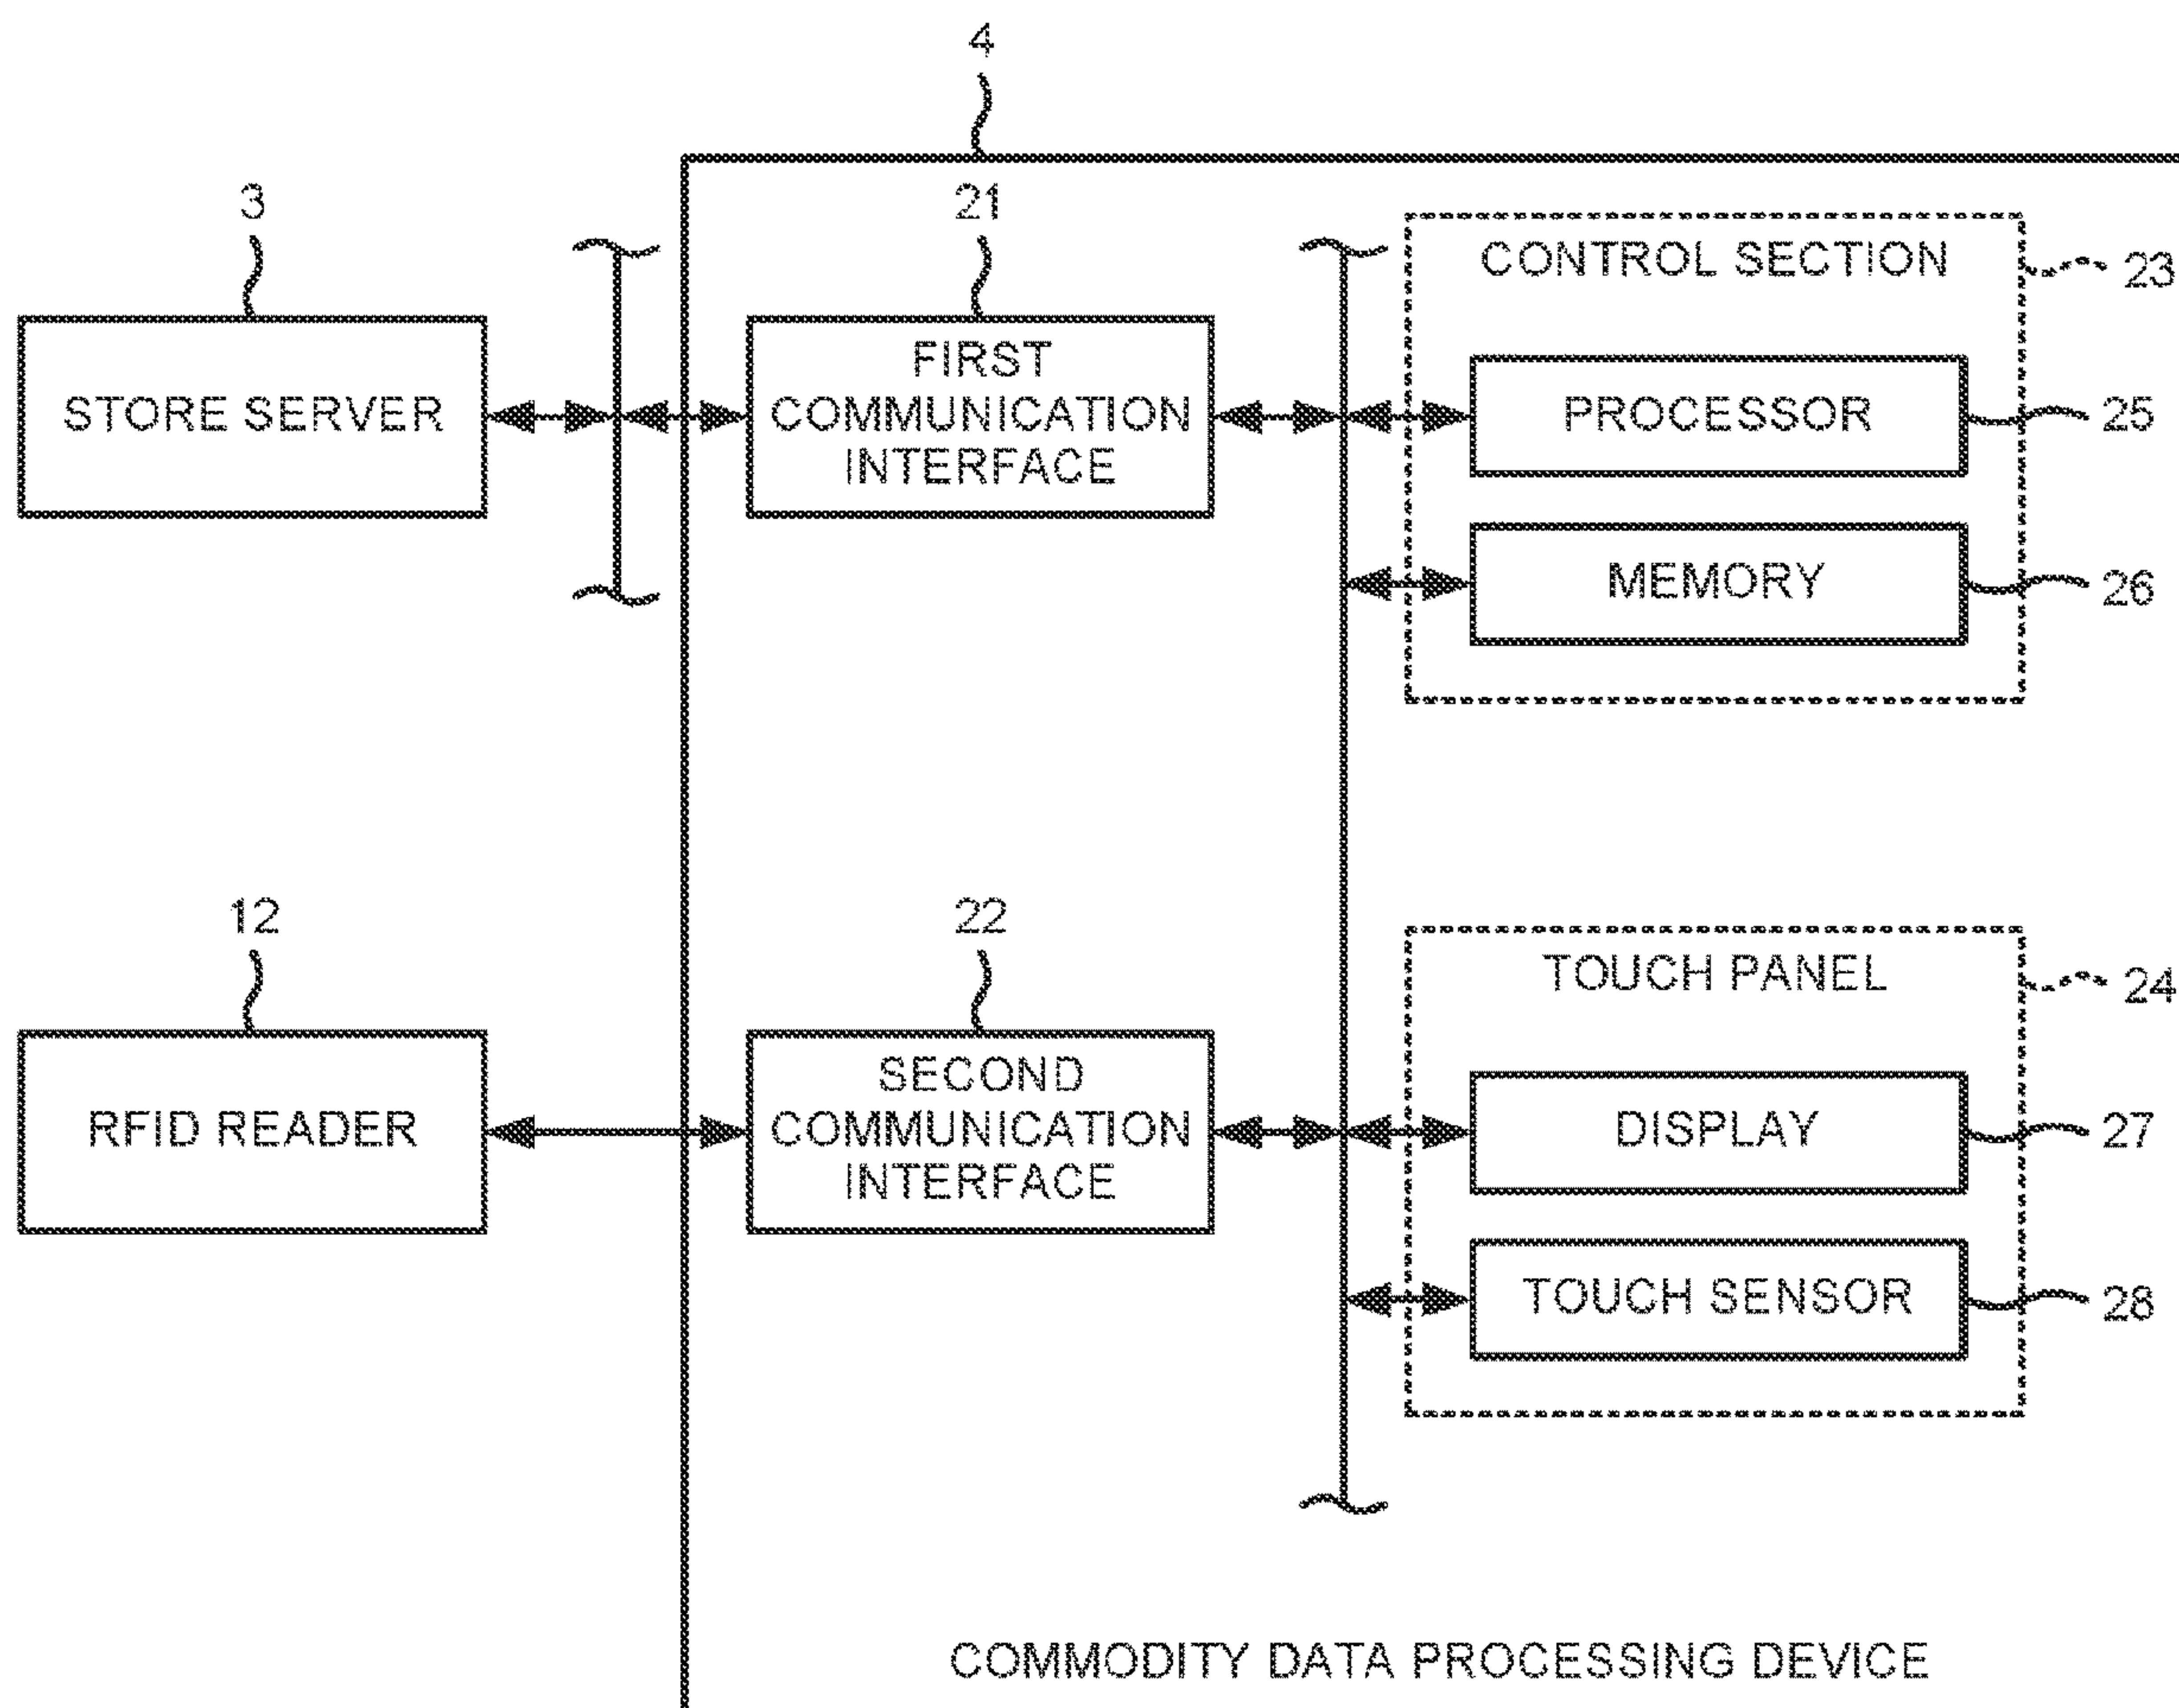 4
3
21
CONTROL SECTION
23
STORE SERVER
FIRST
COMMUNICATION
INTERFACE
PROCESSOR
25
MEMORY
26
12
22
TOUCH PANEL
24
RFID READER
SECOND
COMMUNICATION
INTERFACE
DISPLAY
27
TOUCH SENSOR
28
COMMODITY DATA PROCESSING DEVICE